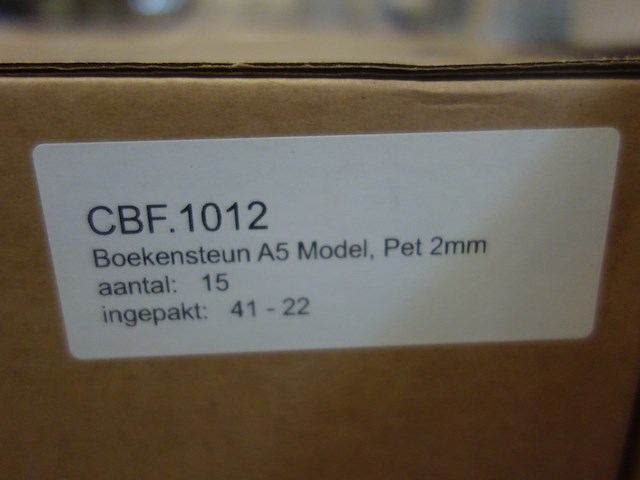 CBF.1012
Boekensteun A5 Model, Pet 2mm
aantal: 15
ingepakt: 41 - 22